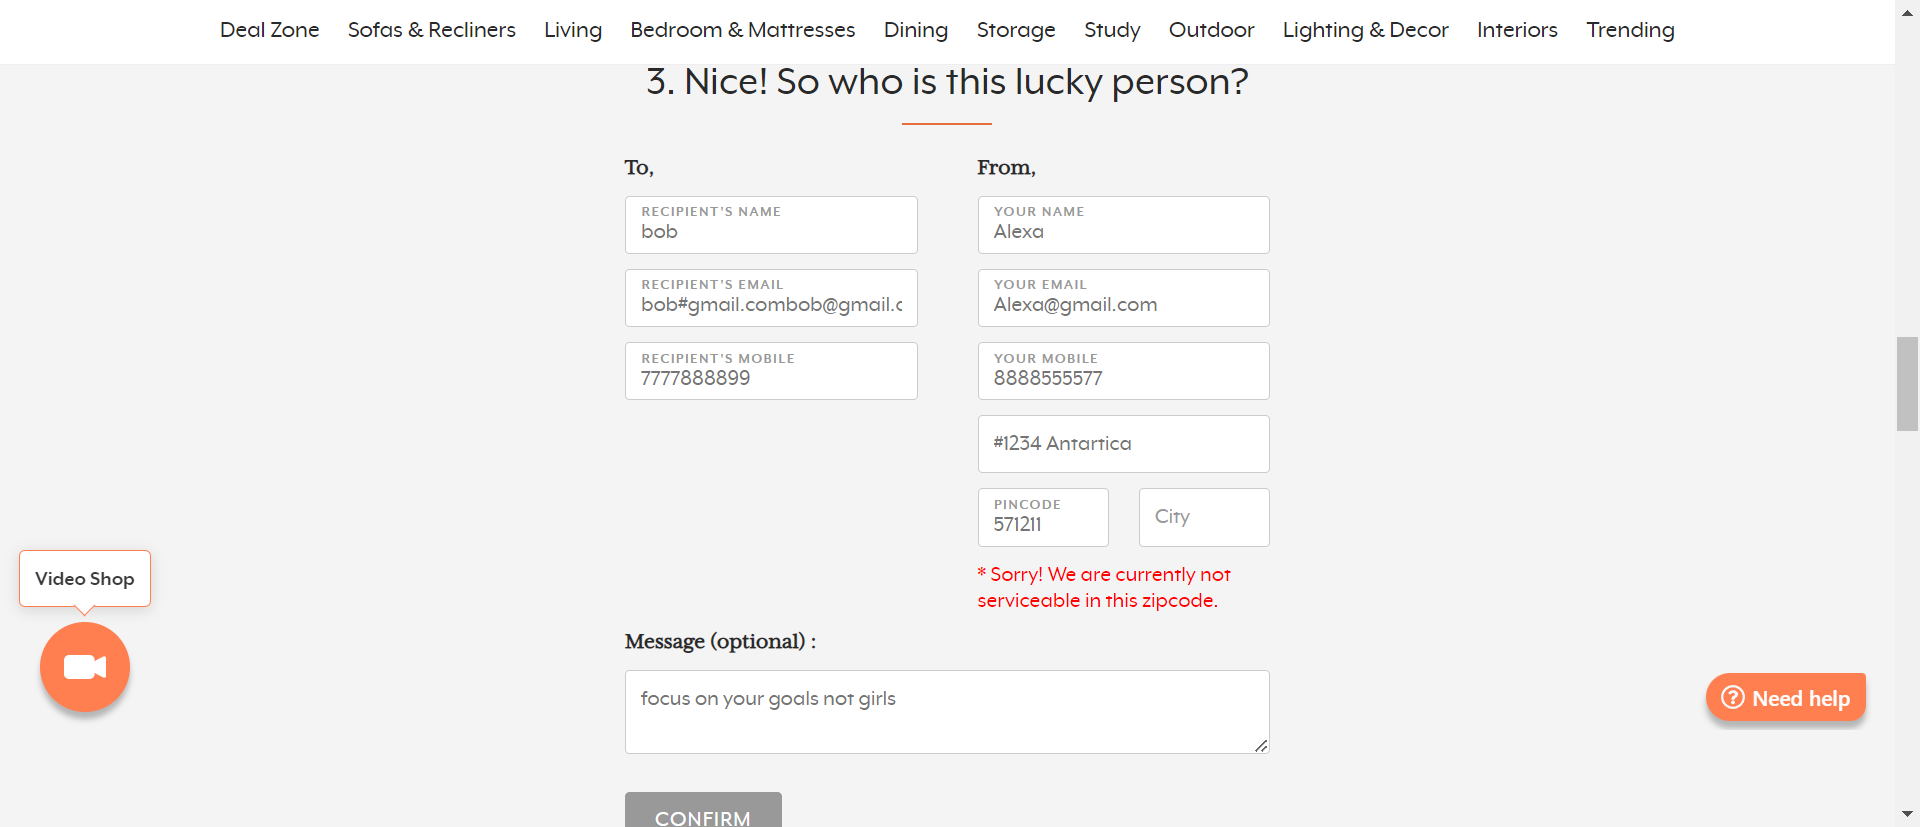 Deal Zone Sofas & Recliners Living Bedroom & Mattresses Dining Storage Study Outdoor Lighting & Decor Interiors Trending
3. Nice! So who is this lucky person?
To,
RECIPIENT'S NAME
bob
RECIPIENT'S EMAIL
bob#gmail.combob@gmail.c
RECIPIENT'S MOBILE
7777888899
From,
YOUR NAME
Alexa
YOUR EMAIL
Alexa@gmail.com
YOUR MOBILE
8888555577
#1234 Antartica
PINCODE
571211
City
* Sorry! We are currently not
serviceable in this zipcode.
Message (optional) :
focus on your goals not girls
CONFIRM
Video Shop
Need help